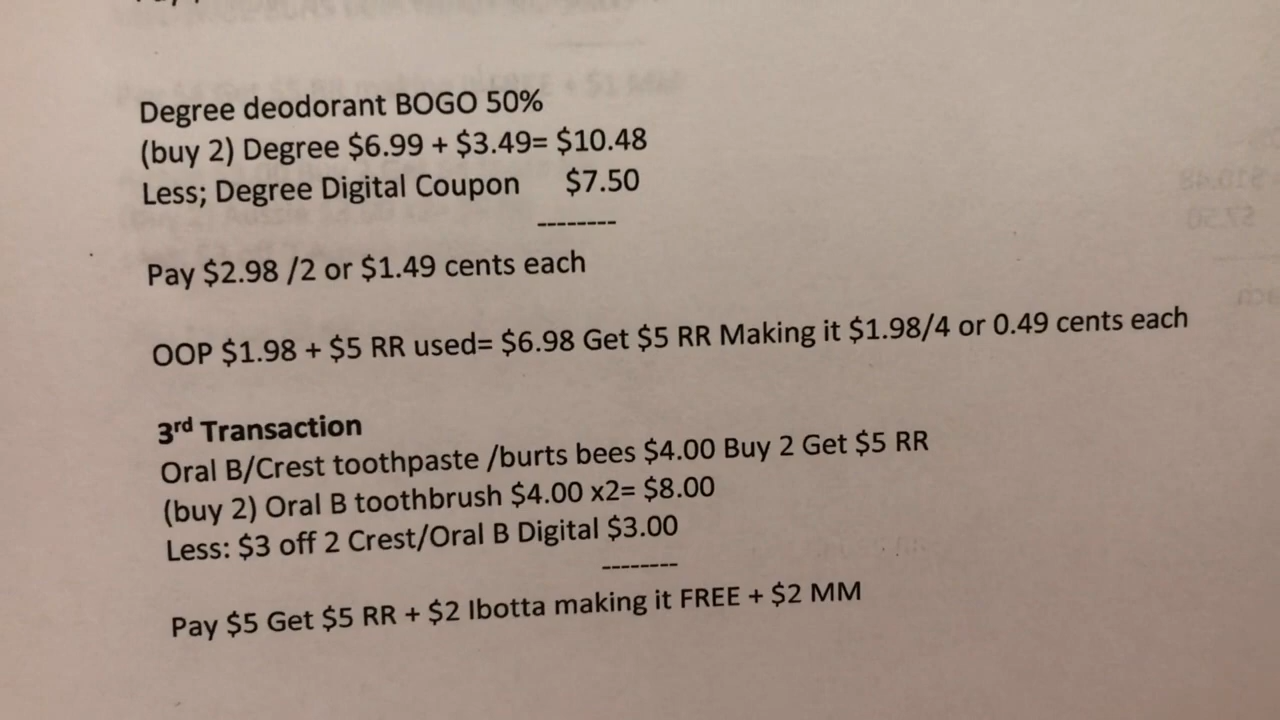 Degree deodorant BOGO 50%
(buy 2) Degree $6.99 + $3.49= $10.48
Less; Degree Digital Coupon $7.50
--------
Pay $2.98 /2 or $1.49 cents each
OOP $1.98 + $5 RR used= $6.98 Get $5 RR Making it $1.98/4 or 0.49 cents each
3rd Transaction
Oral B/Crest toothpaste /burts bees $4.00 Buy 2 Get $5 RR
(buy 2) Oral B toothbrush $4.00 x2= $8.00
Less: $3 off 2 Crest/Oral B Digital $3.00
--------
Pay $5 Get $5 RR + $2 Ibotta making it FREE + $2 MM